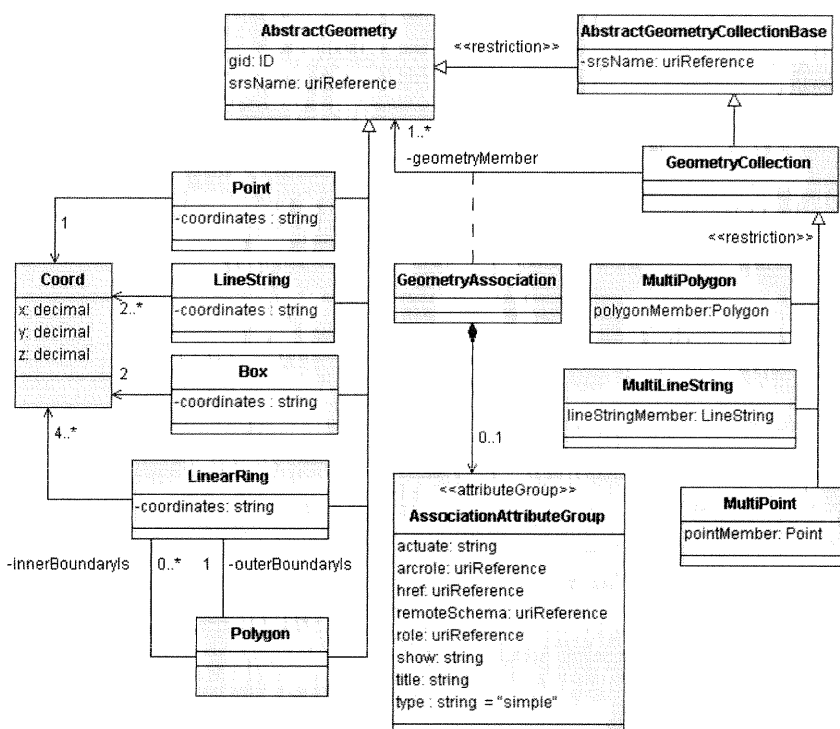 AbstractGeometry
gid: ID
srsName: uriReference
<<restriction>>
AbstractGeometryCollectionBase
-srsName: uriReference
1..*
-geometryMember
GeometryCollection
<<restriction>>
Point
-coordinates : string
1
Coord
x: decimal
y: decimal
z: decimal
LineString
-coordinates : string
2..*
Box
-coordinates : string
2
4..*
LinearRing
-coordinates: string
-innerBoundaryIs
0..*
1
-outerBoundaryIs
Polygon
GeometryAssociation
0..1
<<attributeGroup>>
AssociationAttributeGroup
actuate: string
arcrole: uriReference
href: uriReference
remoteSchema: uriReference
role: uriReference
show: string
title: string
type : string = "simple"
MultiPolygon
polygonMember:Polygon
MultiLineString
lineStringMember: LineString
MultiPoint
pointMember: Point